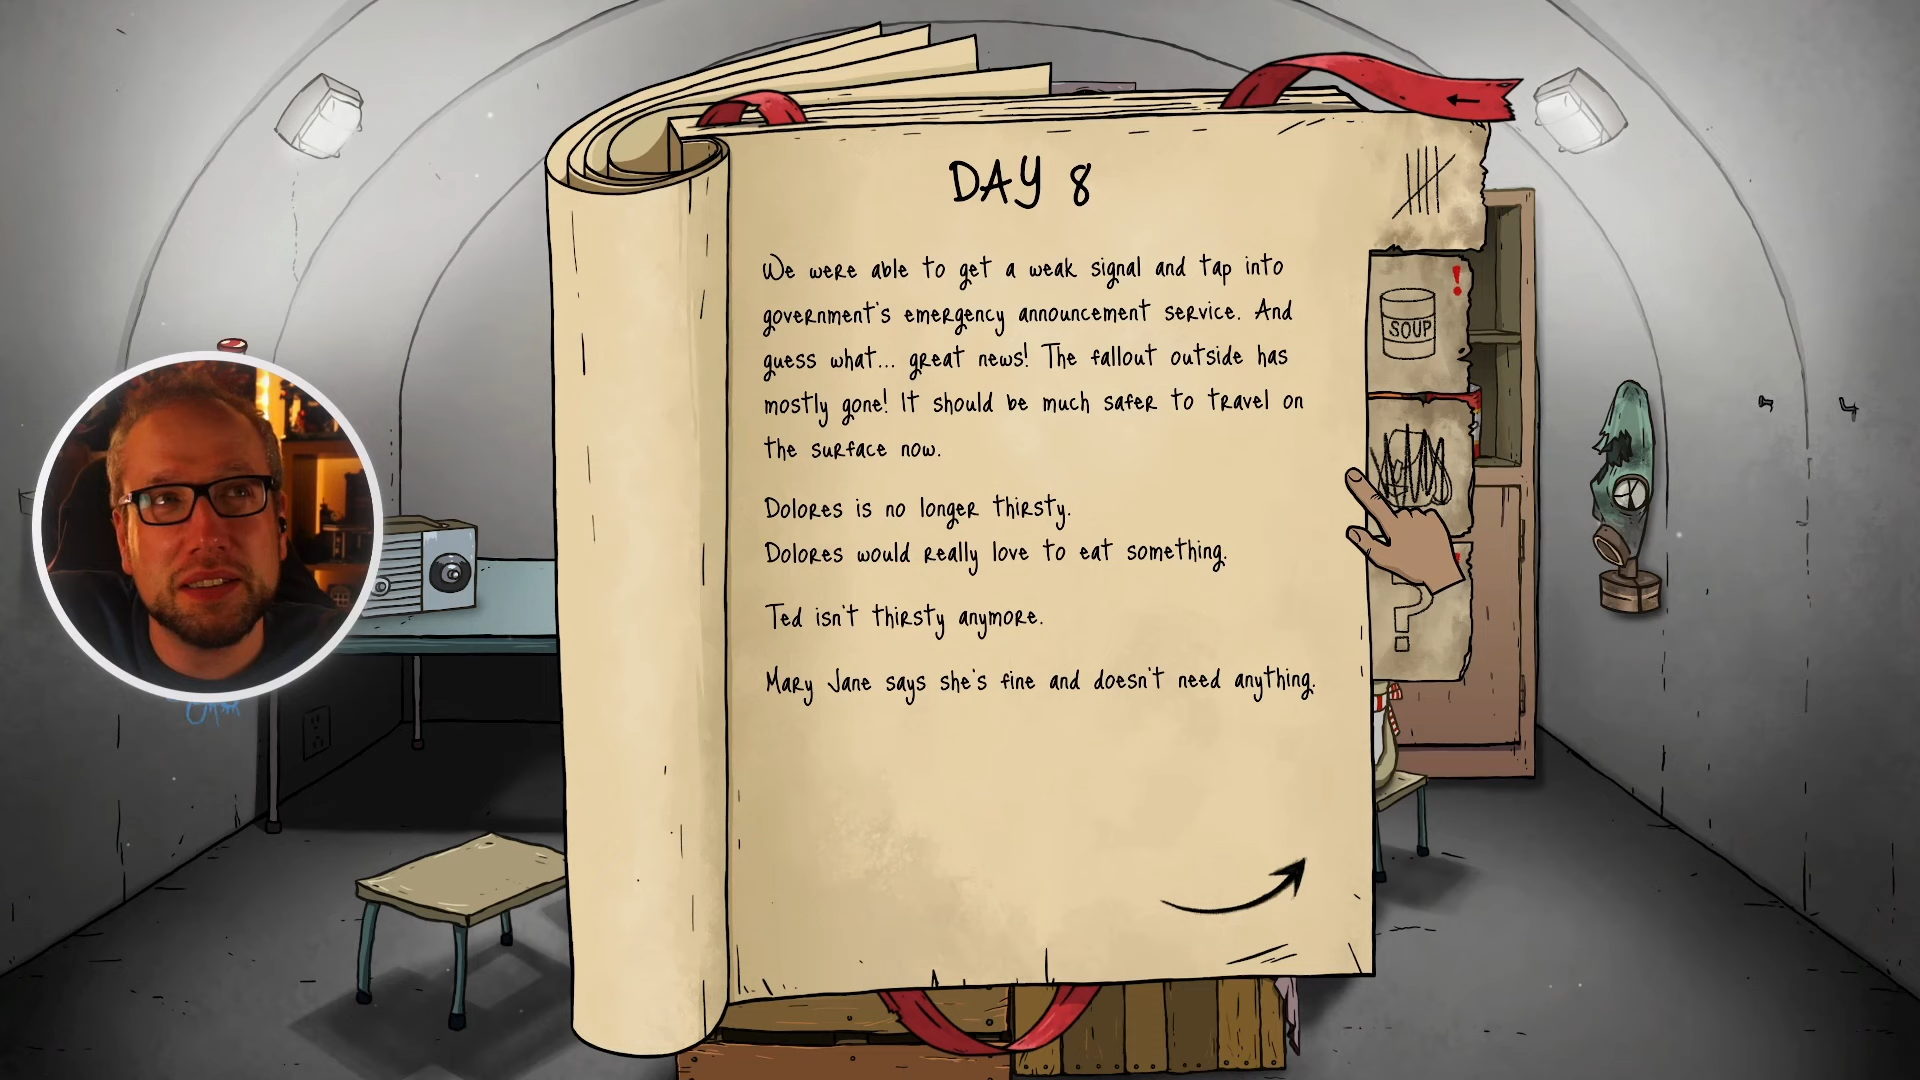 DAY 8
We were able to get a weak signal and tap into
government's emergency announcement service. And
guess what... great news! The fallout outside has
mostly gone! It should be much safer to travel on
the surface now.
Dolores is no longer thirsty.
Dolores would really love to eat something.
Ted isn't thirsty anymore.
Mary Jane says she's fine and doesn't need anything.
!
SOUP
?